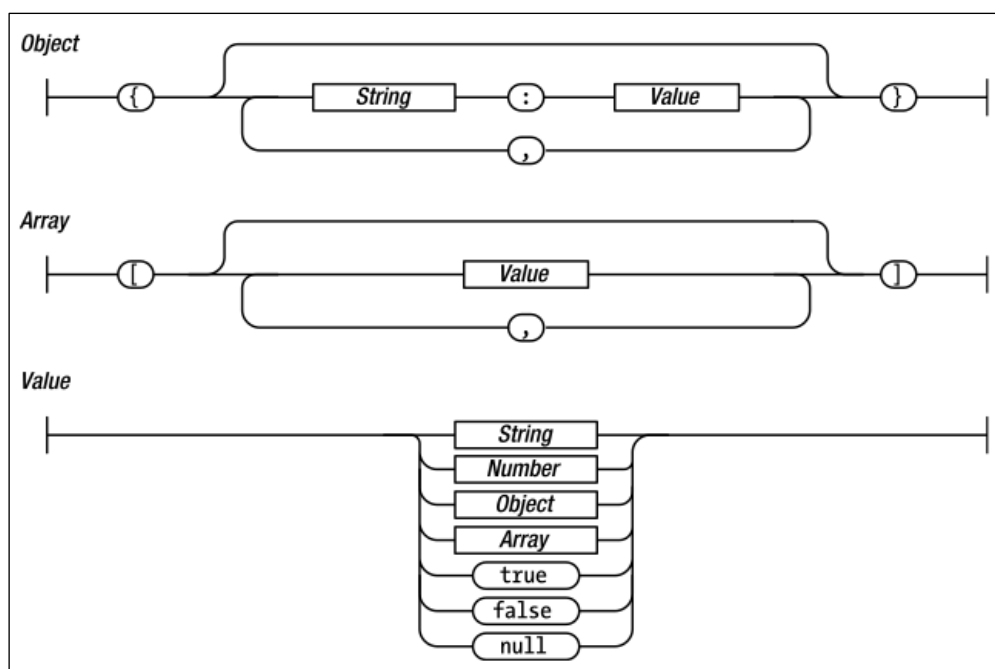 Object
{ String : Value }
,
Array
[ Value ]
,
Value
String
Number
Object
Array
true
false
null